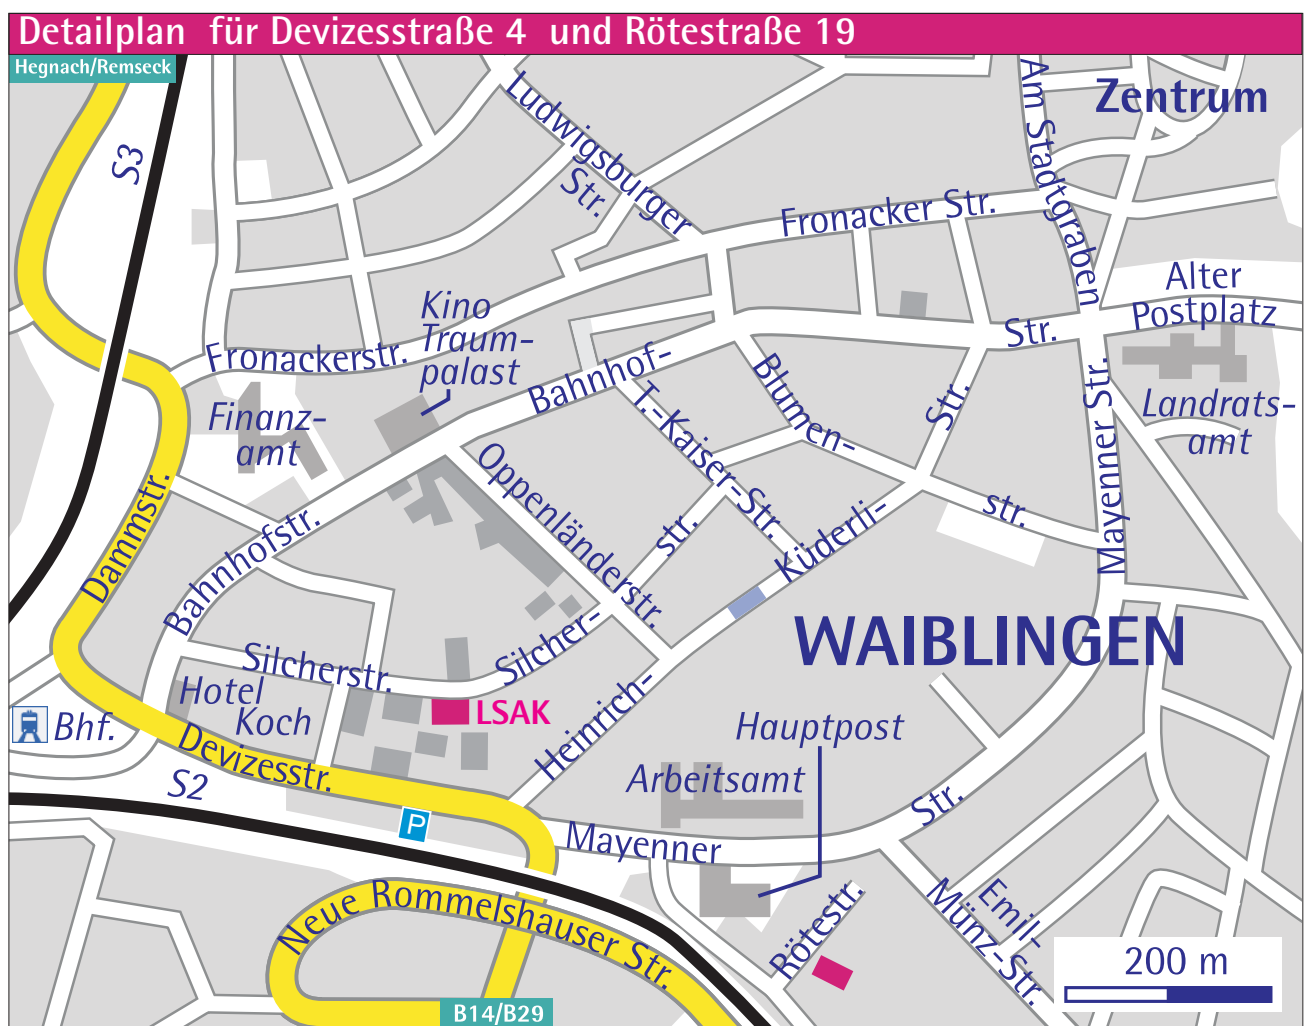 Detailplan für Devizesstraße 4 und Rötestraße 19
Hegnach/Remseck
Zentrum
S3
Ludwigsburger
Str.
Am Stadtgraben
Fronacker Str.
Alter
Postplatz
Kino
Traum-
palast
Fronackerstr.
Bahnhof-
Str.
Blumen-
str.
T.-Kaiser-Str.
Str.
Mayenner Str.
Landrats-
amt
Finanz-
amt
Oppenländerstr.
Dammstr.
Bahnhofstr.
str.
Küderli-
WAIBLINGEN
Silcherstr.
Silcher-
Hotel
Koch
LSAK
Heinrich-
Bhf.
Devizesstr.
Hauptpost
Arbeitsamt
S2
P
Mayenner
Str.
Neue Rommelshauser Str.
Rötestr.
Emil-
Münz-Str.
200 m
B14/B29